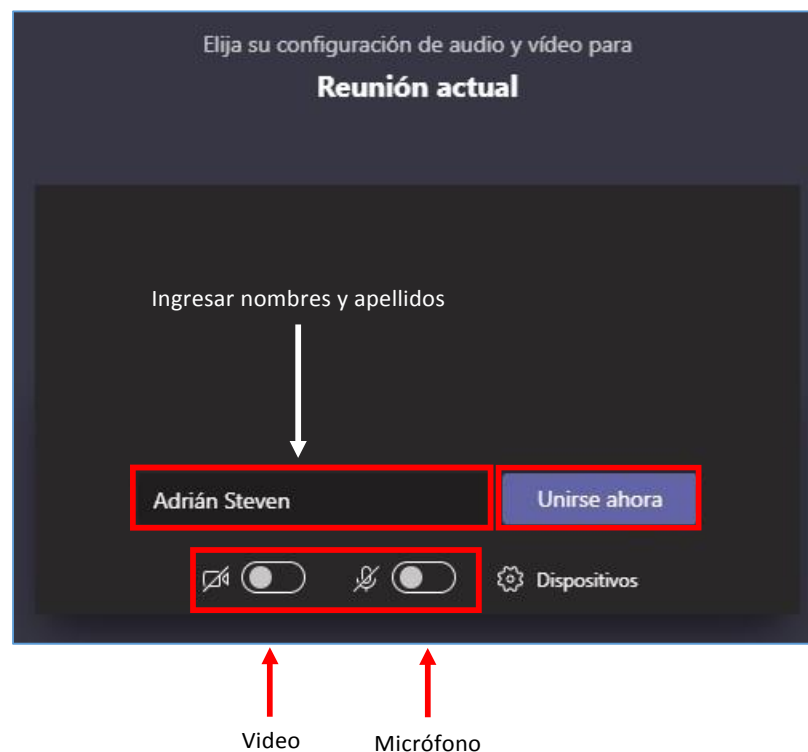 Elija su configuración de audio y vídeo para
Reunión actual
Ingresar nombres y apellidos
Adrián Steven
Unirse ahora
Dispositivos
Video
Micrófono